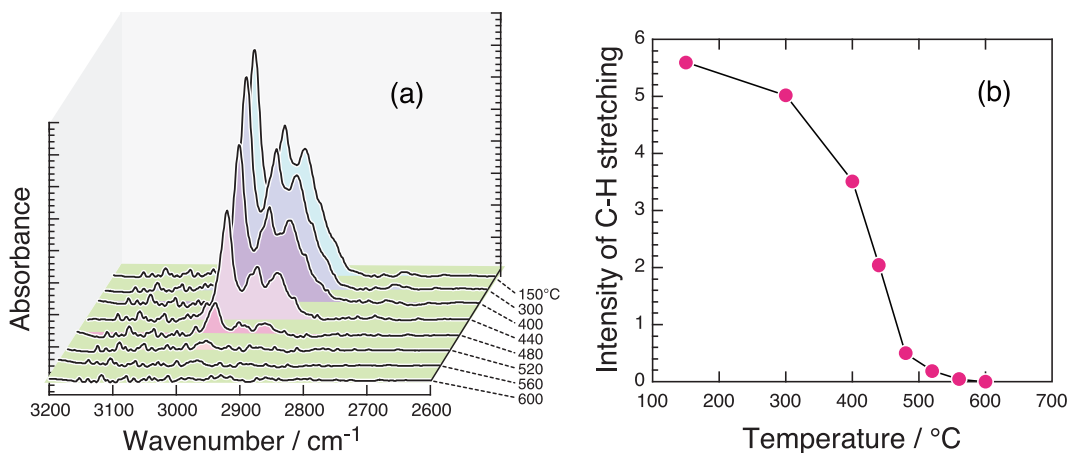 (a)
Absorbance
150°C
300
400
440
480
520
560
600
3200 3100 3000 2900 2800 2700 2600
Wavenumber / cm-1
(b)
Intensity of C-H stretching
6
5
4
3
2
1
0
100 200 300 400 500 600 700
Temperature / °C